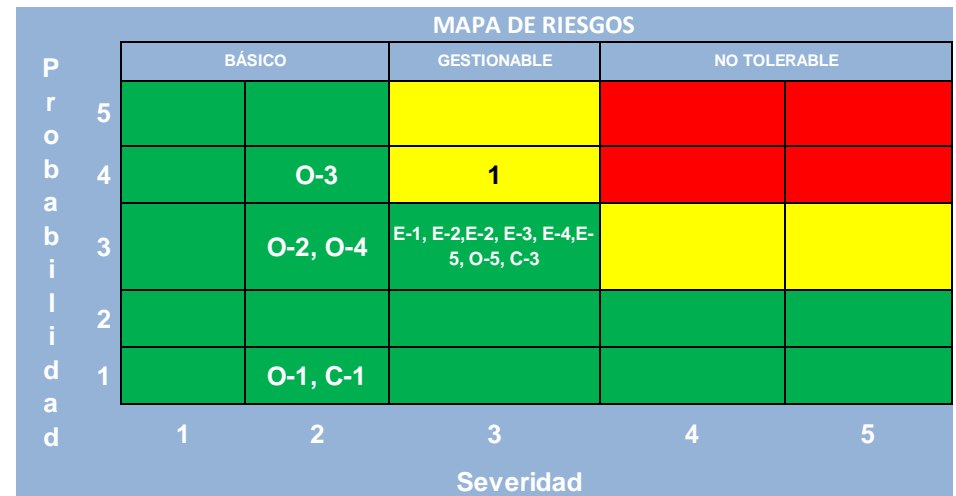 MAPA DE RIESGOS
BÁSICO GESTIONABLE NO TOLERABLE
Probabilidad
5
4 O-3 1
3 O-2, O-4 E-1, E-2,E-2, E-3, E-4,E-
5, O-5, C-3
2
1 O-1, C-1
1 2 3 4 5
Severidad